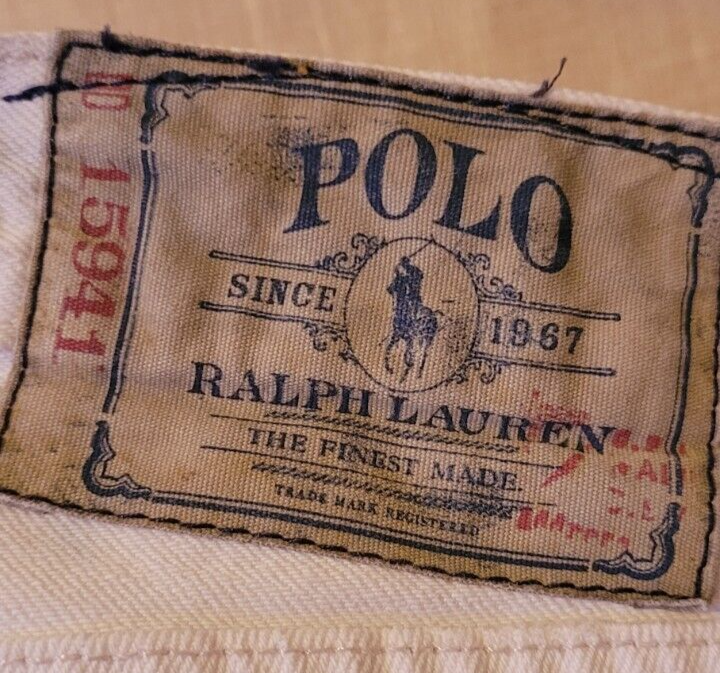 POLO
SINCE 1967
RALPH LAUREN
THE FINEST MADE.
TRADE MARK REGISTERED
15941